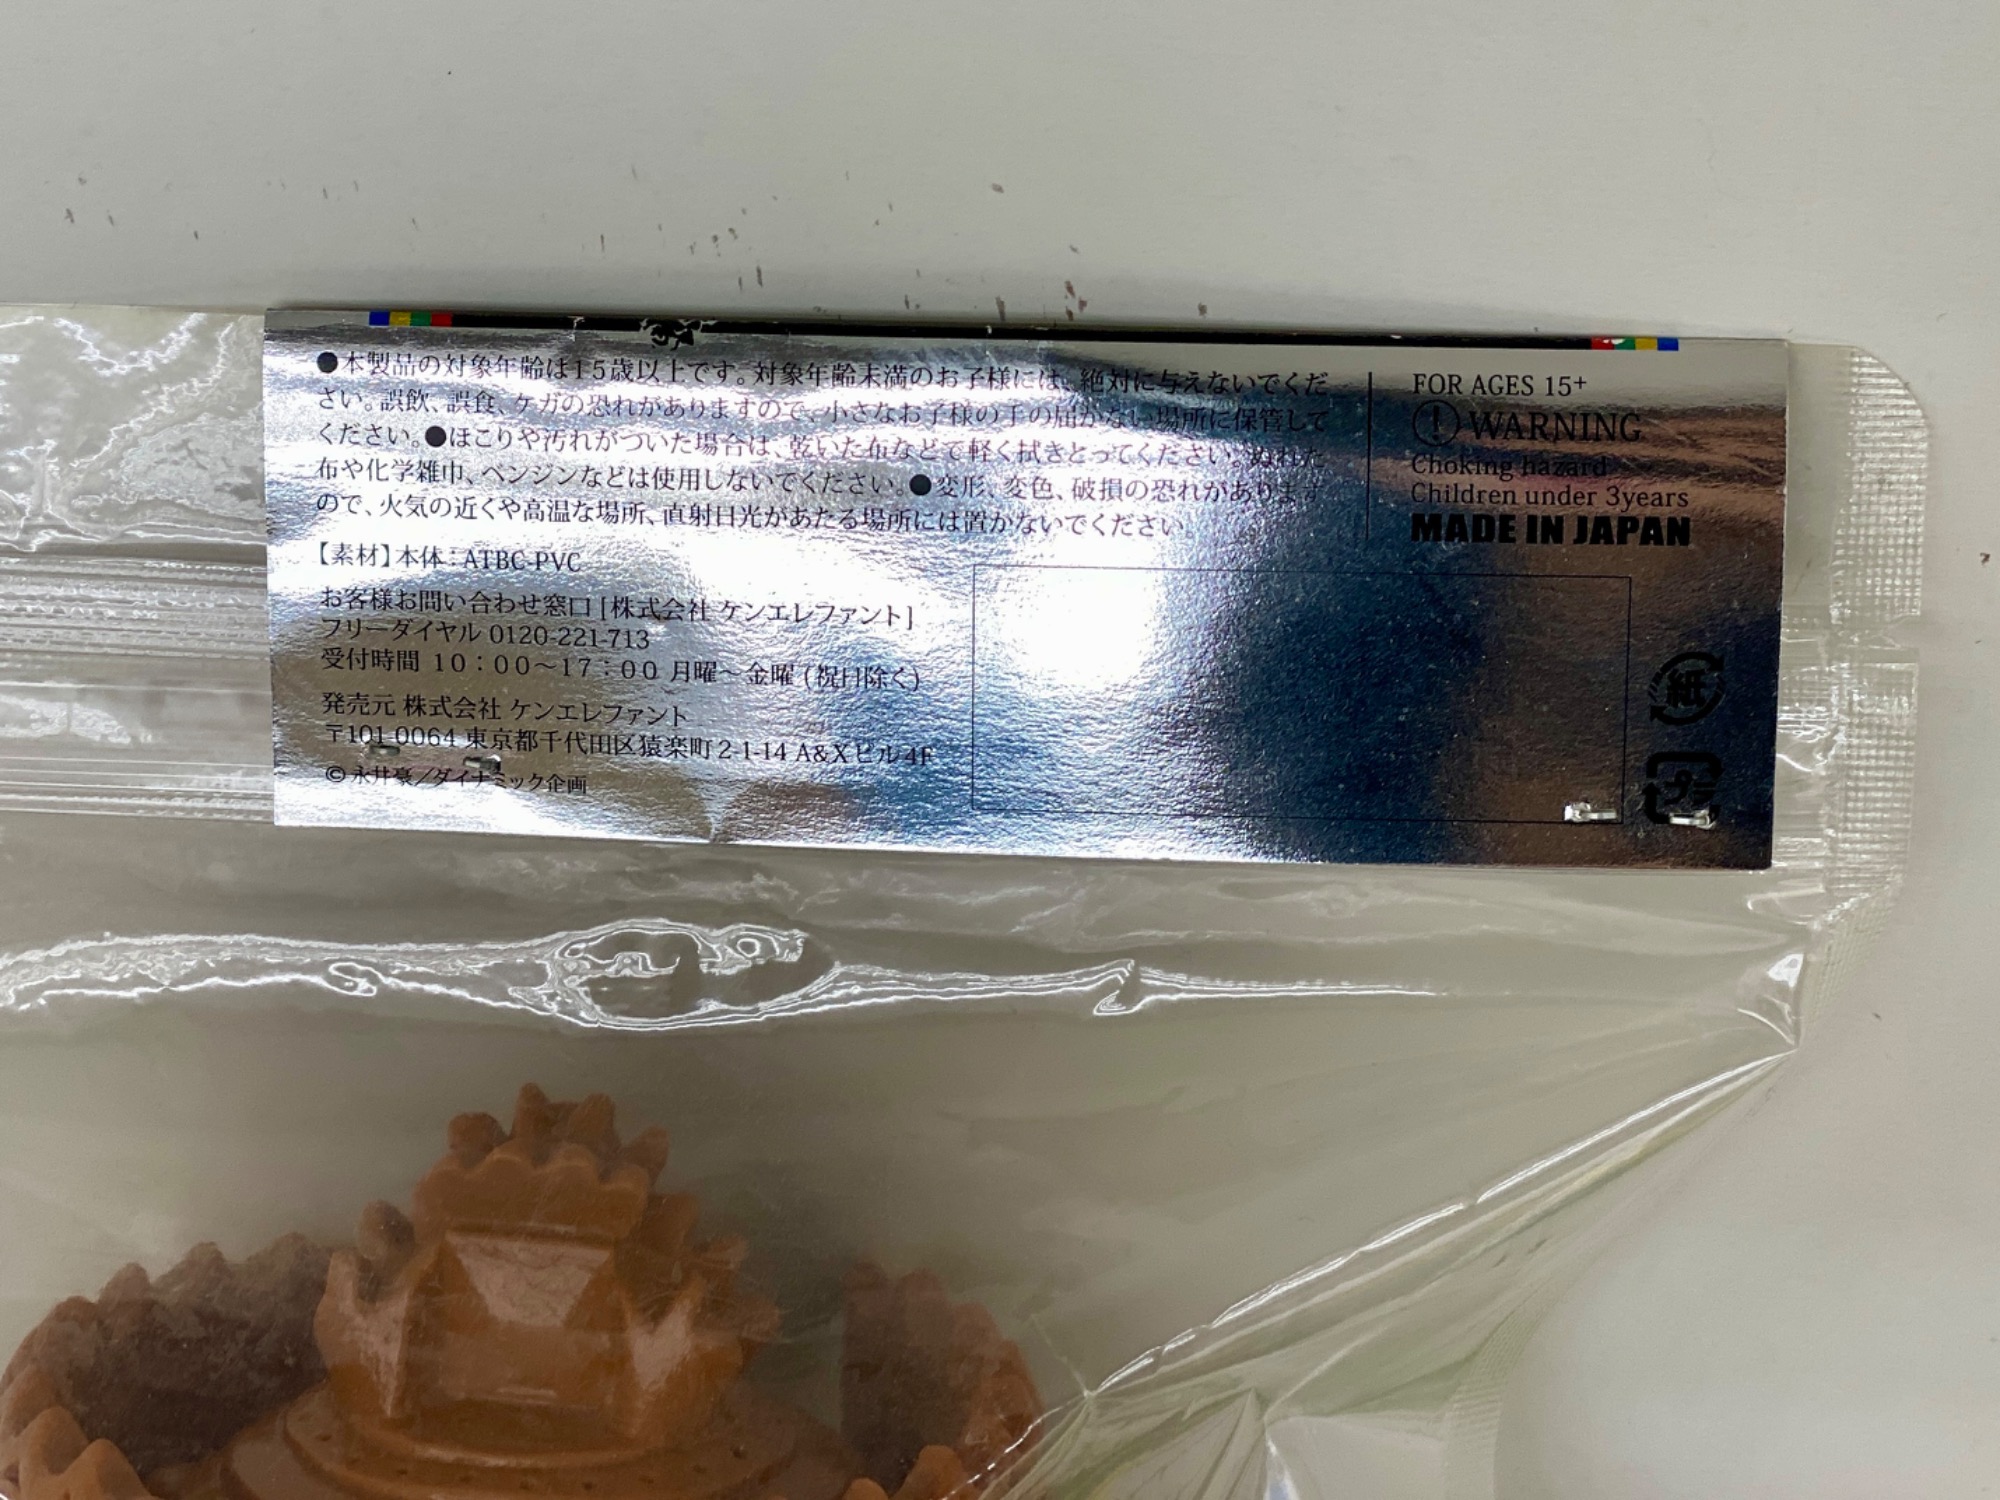 ●本製品の対象年齢は15歳以上です。対象年齢未満のお子様には、絶対に与えないでくだ
さい。誤飲、誤食、ケガの恐れがありますので、小さなお子様の手の届かない場所に保管して
ください。●ほこりや汚れがついた場合は、乾いた布などで軽く拭きとってください。ぬれた
布や化学雑巾、ベンジンなどは使用しないでください。●変形、変色、破損の恐れがあります
ので、火気の近くや高温な場所、直射日光があたる場所には置かないでください
【素材】本体：ATBC-PVC
お客様お問い合わせ窓口 [株式会社 ケンエレファント]
フリーダイヤル 0120-221-713
受付時間 10：00〜17：00 月曜〜金曜 (祝日除く)
発売元 株式会社 ケンエレファント
〒101-0064 東京都千代田区猿楽町 2-1-14 A&Xビル 4F
© 永井豪／ダイナミック企画
FOR AGES 15+
WARNING
Choking hazard
Children under 3years
MADE IN JAPAN
紙
プラ